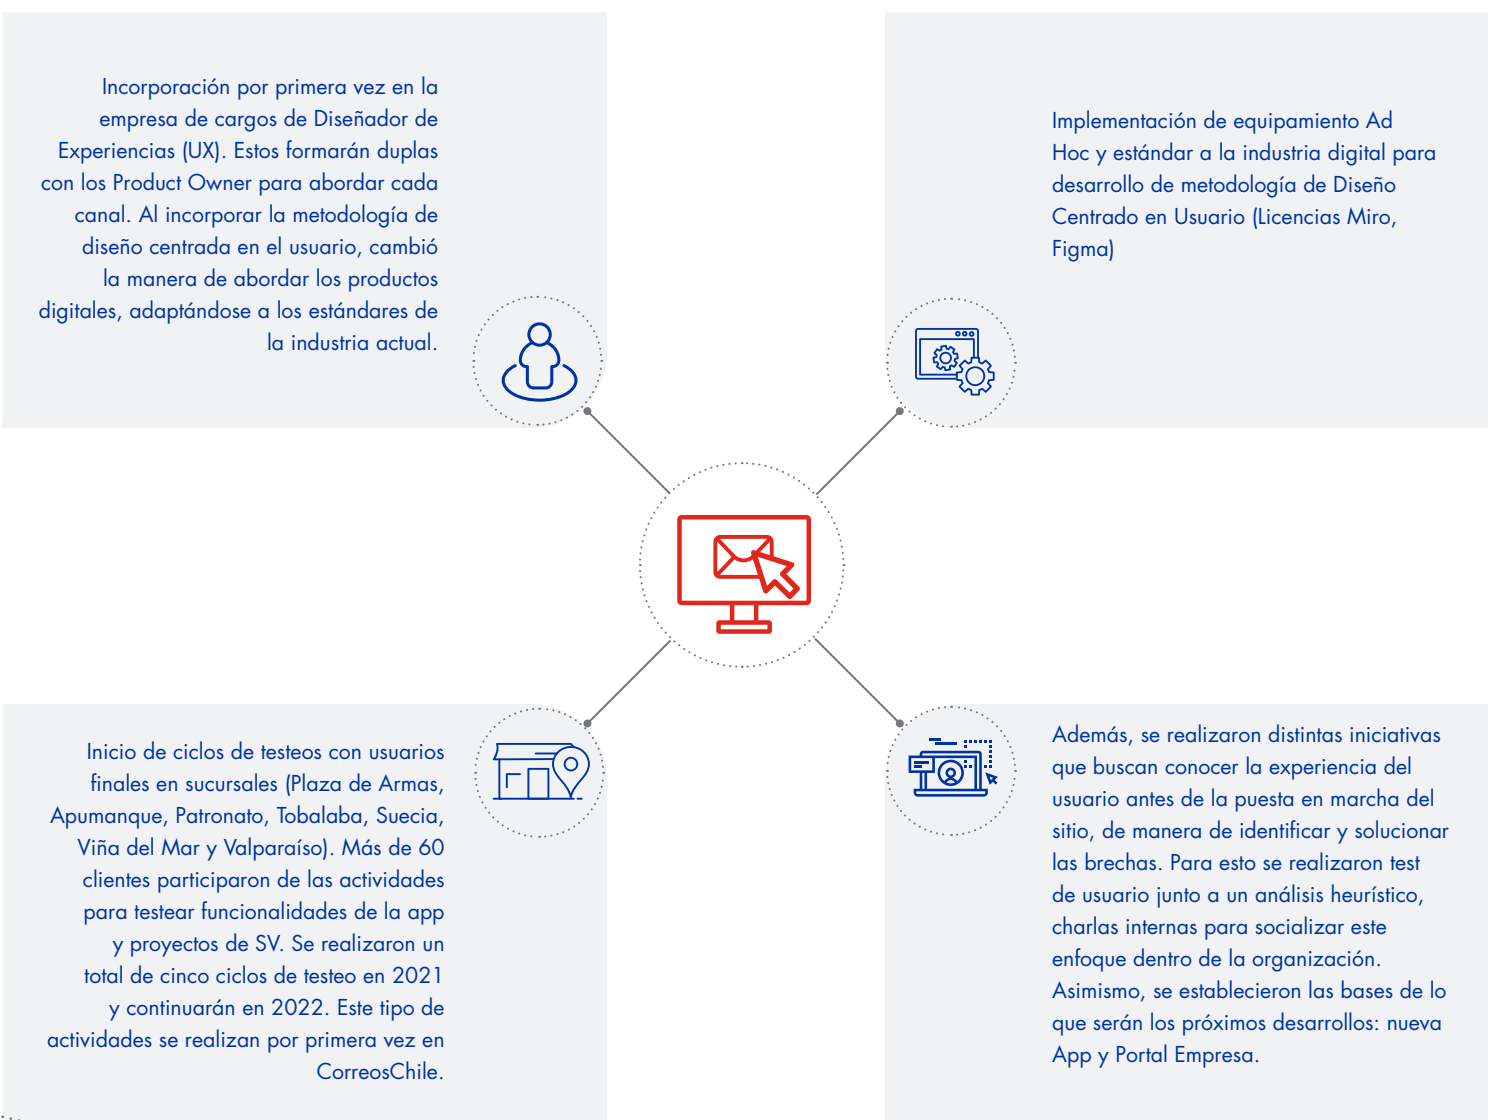 Incorporación por primera vez en la
empresa de cargos de Diseñador de
Experiencias (UX). Estos formarán duplas
con los Product Owner para abordar cada
canal. Al incorporar la metodología de
diseño centrada en el usuario, cambió
la manera de abordar los productos
digitales, adaptándose a los estándares de
la industria actual.
Implementación de equipamiento Ad
Hoc y estándar a la industria digital para
desarrollo de metodología de Diseño
Centrado en Usuario (Licencias Miro,
Figma)
Inicio de ciclos de testeos con usuarios
finales en sucursales (Plaza de Armas,
Apumanque, Patronato, Tobalaba, Suecia,
Viña del Mar y Valparaíso). Más de 60
clientes participaron de las actividades
para testear funcionalidades de la app
y proyectos de SV. Se realizaron un
total de cinco ciclos de testeo en 2021
y continuarán en 2022. Este tipo de
actividades se realizan por primera vez en
CorreosChile.
Además, se realizaron distintas iniciativas
que buscan conocer la experiencia del
usuario antes de la puesta en marcha del
sitio, de manera de identificar y solucionar
las brechas. Para esto se realizaron test
de usuario junto a un análisis heurístico,
charlas internas para socializar este
enfoque dentro de la organización.
Asimismo, se establecieron las bases de lo
que serán los próximos desarrollos: nueva
App y Portal Empresa.